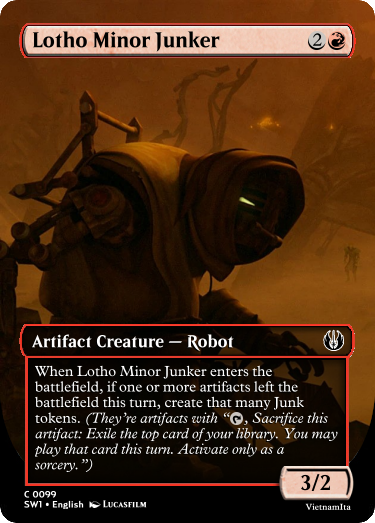 Lotho Minor Junker 2
Artifact Creature — Robot
When Lotho Minor Junker enters the
battlefield, if one or more artifacts left the
battlefield this turn, create that many Junk
tokens. (They're artifacts with “, Sacrifice this
artifact: Exile the top card of your library. You may
play that card this turn. Activate only as a
sorcery.”)
3/2
C 0099
SW1 • English LUCASFILM
VietnamIta